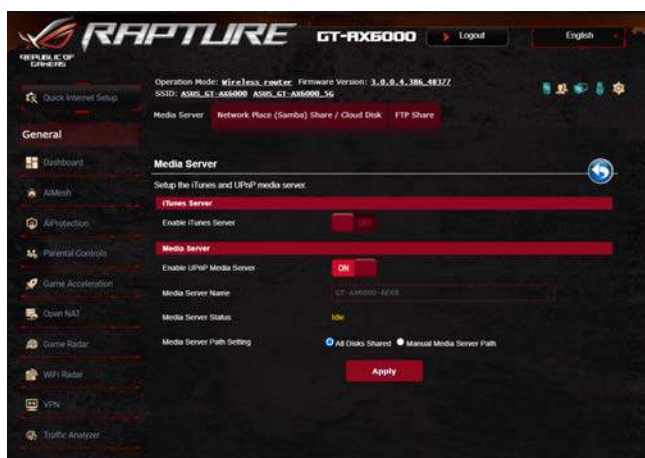 REPUBLIC OF
GAMERS
RAPTURE
GT-AX6000
Logout
English
Quick Internet Setup
General
Dashboard
AiMesh
AiProtection
Parental Controls
Game Acceleration
Open NAT
Game Radar
WiFi Radar
VPN
Traffic Analyzer
Operation Mode: Wireless router Firmware Version: 3.0.0.4.386_48377
SSID: ASUS_GT-AX6000 ASUS_GT-AX6000_5G
Media Server Network Place (Samba) Share / Cloud Disk FTP Share
Media Server
Setup the iTunes and UPnP media server.
iTunes Server
Enable iTunes Server OFF
Media Server
Enable UPnP Media Server ON
Media Server Name
Media Server Status Idle
Media Server Path Setting All Disks Shared Manual Media Server Path
Apply